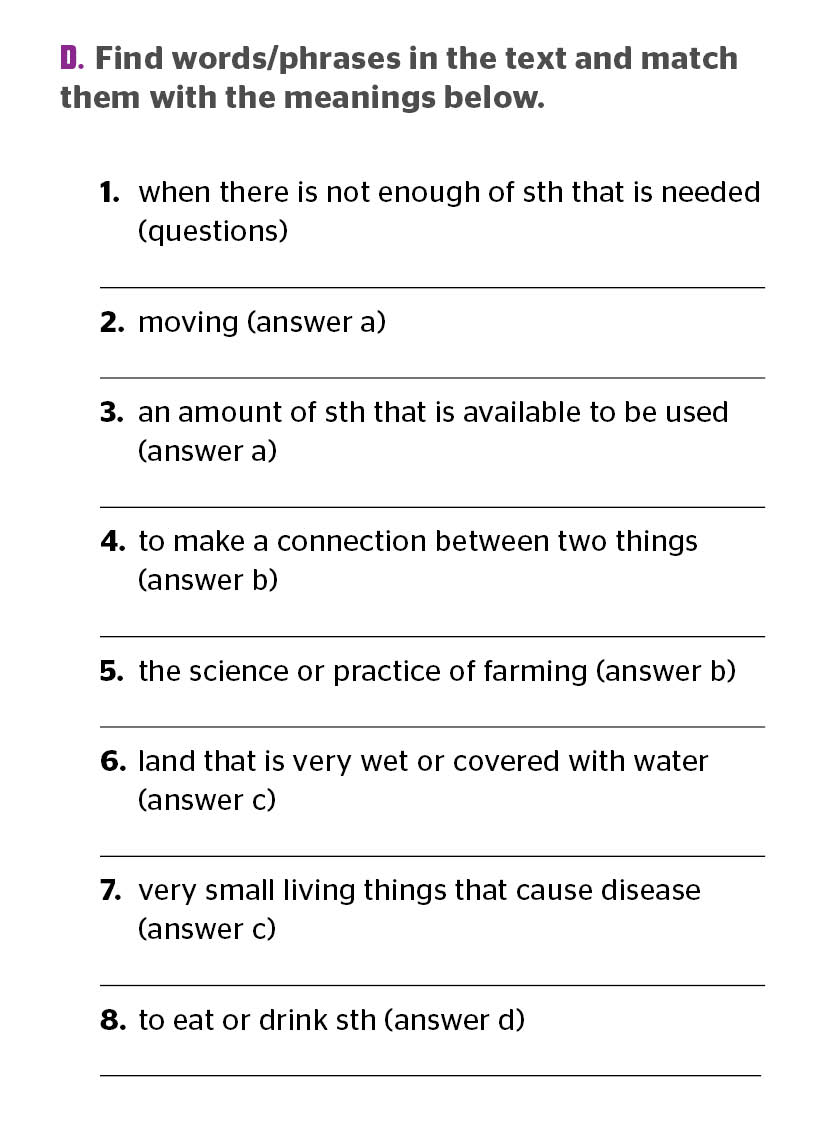 D. Find words/phrases in the text and match
them with the meanings below.
1. when there is not enough of sth that is needed
(questions)
2. moving (answer a)
3. an amount of sth that is available to be used
(answer a)
4. to make a connection between two things
(answer b)
5. the science or practice of farming (answer b)
6. land that is very wet or covered with water
(answer c)
7. very small living things that cause disease
(answer c)
8. to eat or drink sth (answer d)